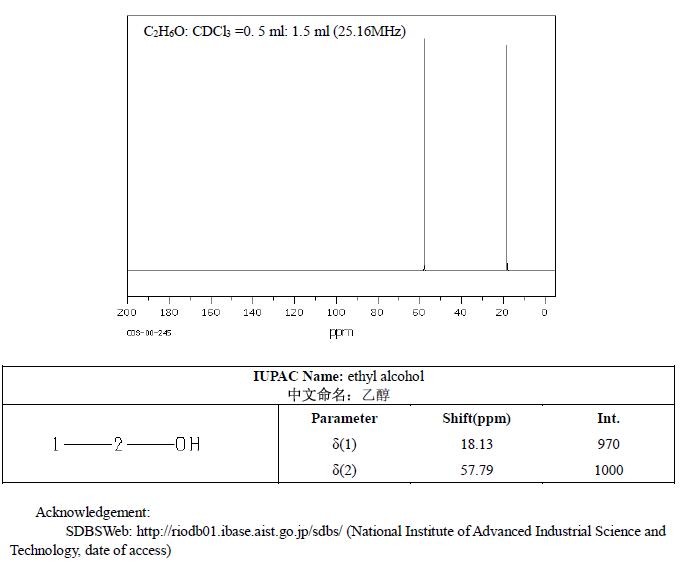 C₂H₆O: CDCl₃ =0. 5 ml: 1.5 ml (25.16MHz)
200 180 160 140 120 100 80 60 40 20 0
CDS-00-245
ppm
IUPAC Name: ethyl alcohol
中文命名：乙醇
Parameter Shift(ppm) Int.
1 2 OH
δ(1) 18.13 970
δ(2) 57.79 1000
Acknowledgement:
SDBSWeb: http://riodb01.ibase.aist.go.jp/sdbs/ (National Institute of Advanced Industrial Science and
Technology, date of access)